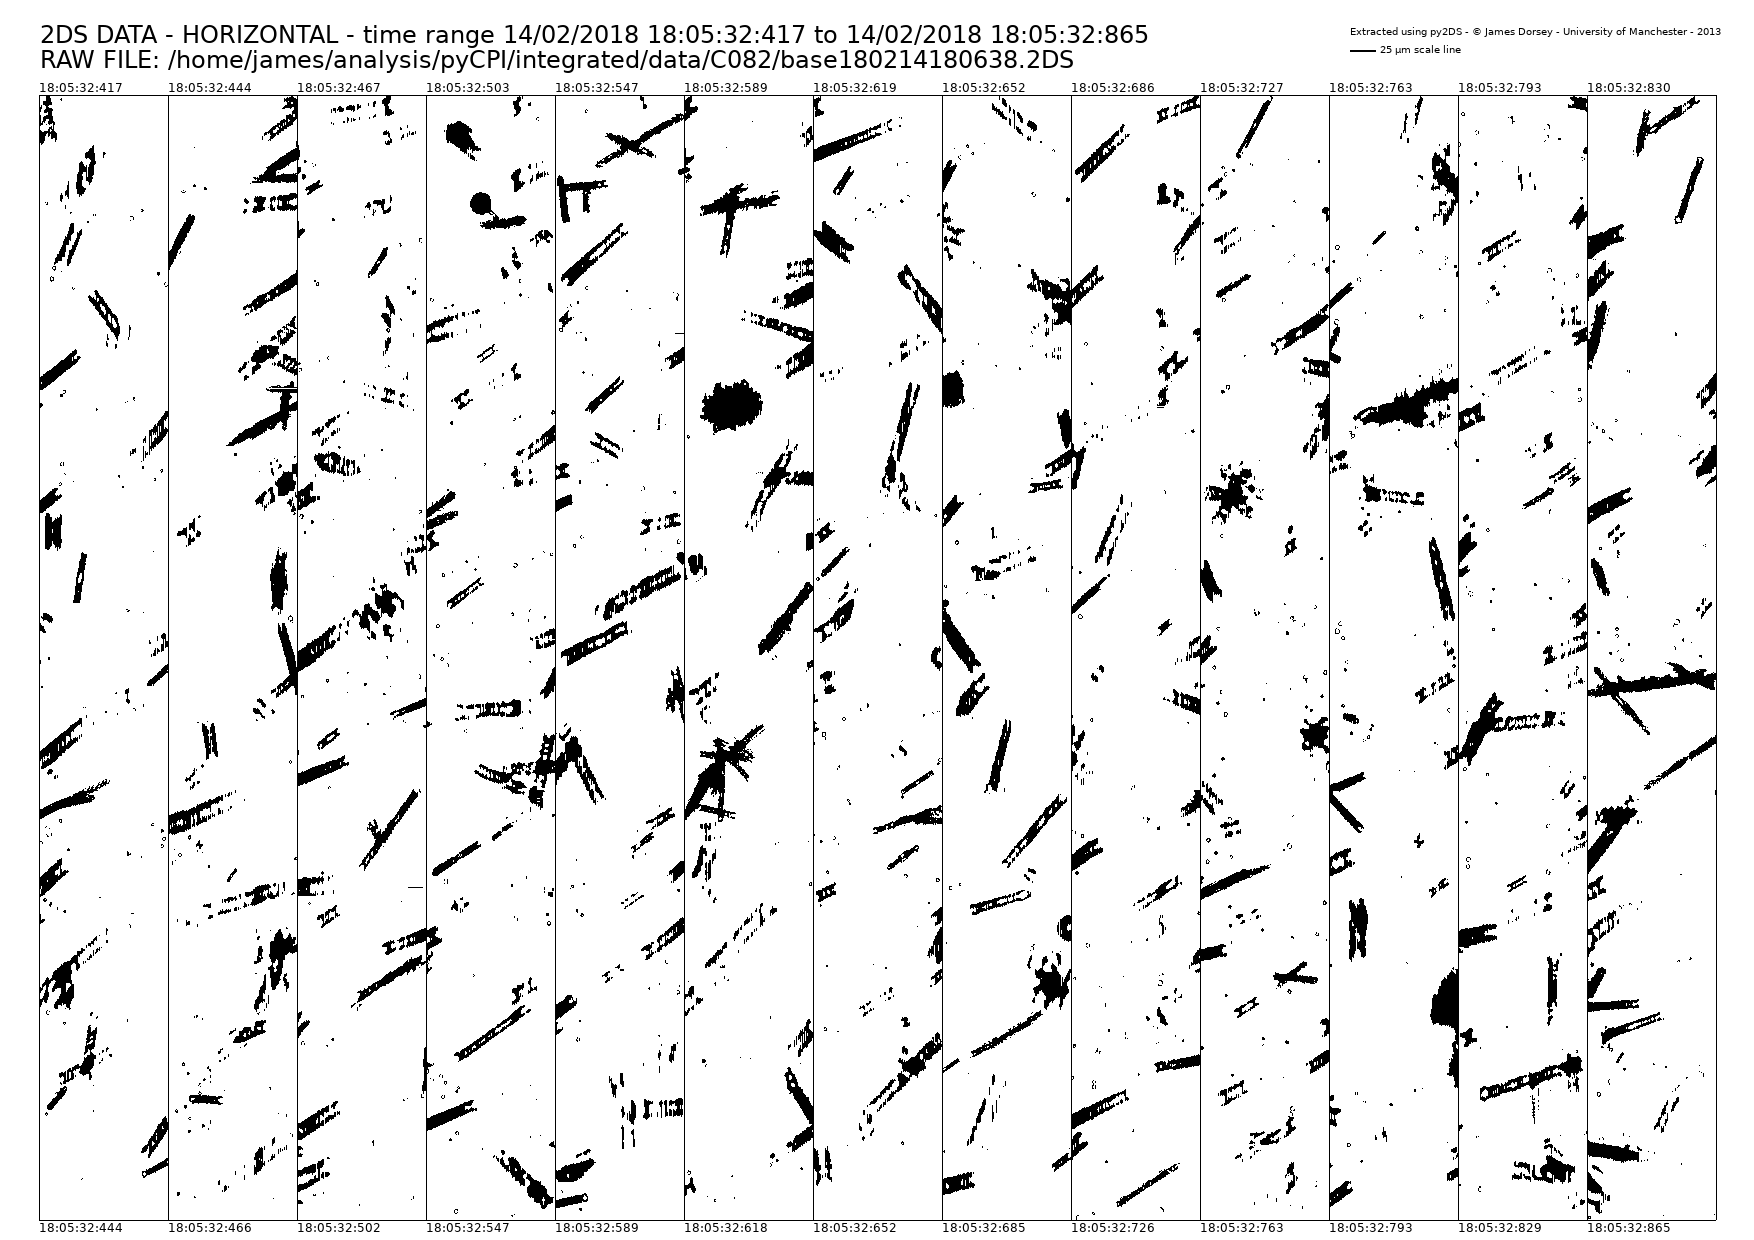 2DS DATA - HORIZONTAL - time range 14/02/2018 18:05:32:417 to 14/02/2018 18:05:32:865
RAW FILE: /home/james/analysis/pyCPI/integrated/data/C082/base180214180638.2DS
Extracted using py2DS - © James Dorsey - University of Manchester - 2013
25 µm scale line
18:05:32:417 18:05:32:444 18:05:32:467 18:05:32:503 18:05:32:547 18:05:32:589 18:05:32:619 18:05:32:652 18:05:32:686 18:05:32:727 18:05:32:763 18:05:32:793 18:05:32:830
18:05:32:444 18:05:32:466 18:05:32:502 18:05:32:547 18:05:32:589 18:05:32:618 18:05:32:652 18:05:32:685 18:05:32:726 18:05:32:763 18:05:32:793 18:05:32:829 18:05:32:865